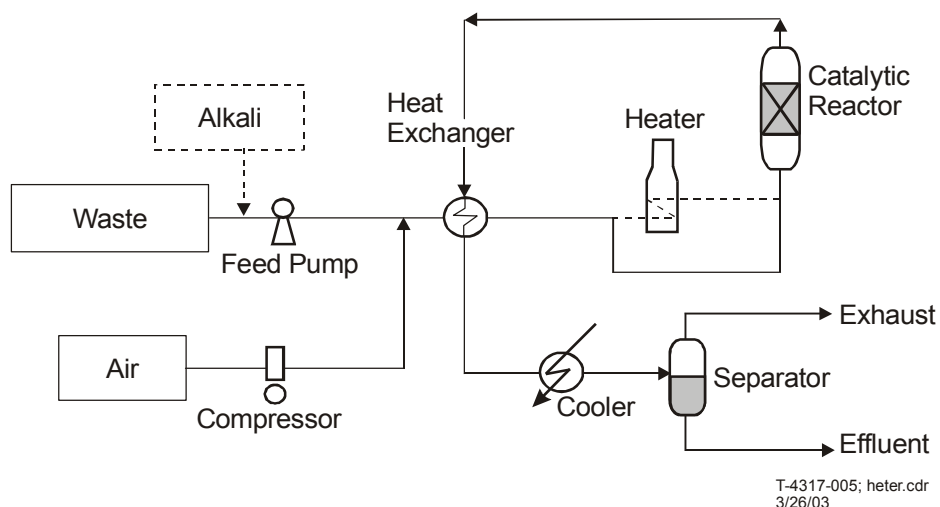 Alkali
Heat
Exchanger
Heater
Catalytic
Reactor
Waste
Feed Pump
Air
Compressor
Cooler
Separator
Exhaust
Effluent
T-4317-005; heter.cdr
3/26/03